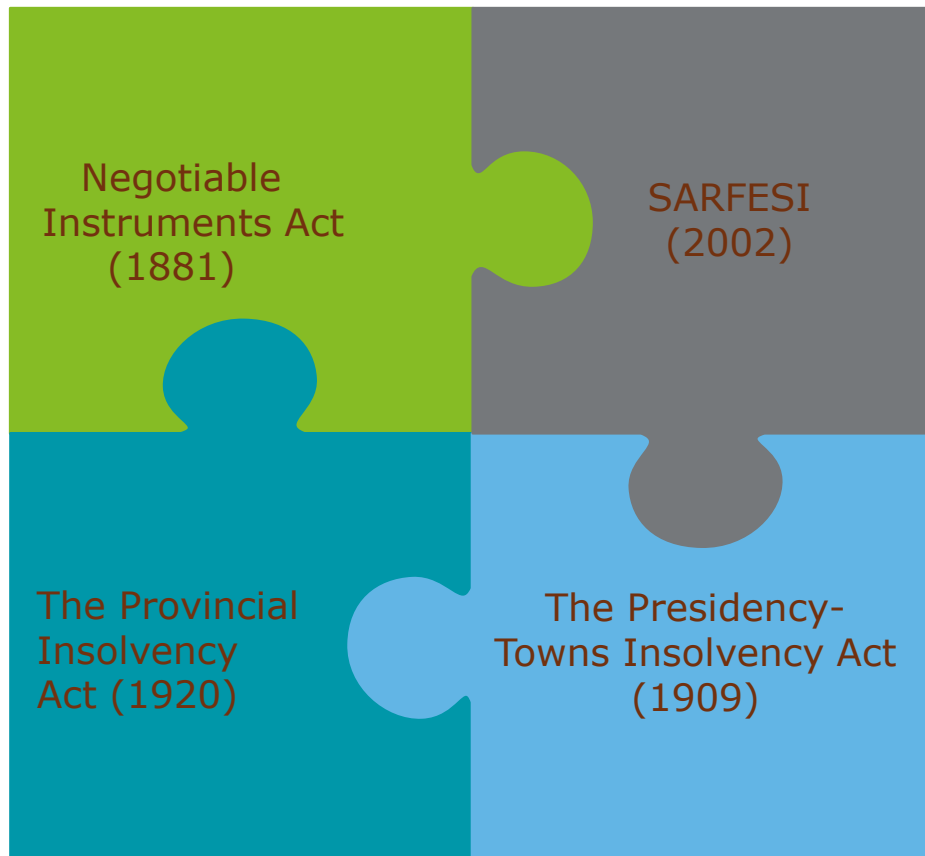 Negotiable
Instruments Act
(1881)
SARFESI
(2002)
The Provincial
Insolvency
Act (1920)
The Presidency-
Towns Insolvency Act
(1909)